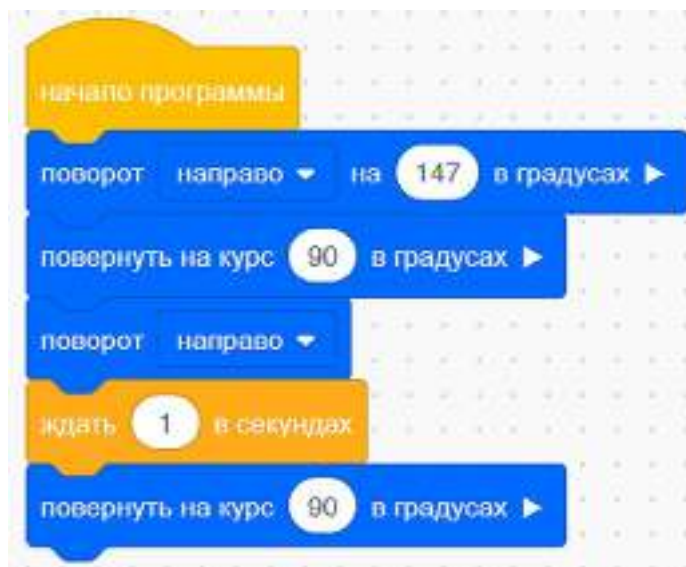 начало программы
поворот направо на 147 в градусах
повернуть на курс 90 в градусах
поворот направо
ждать 1 в секундах
повернуть на курс 90 в градусах